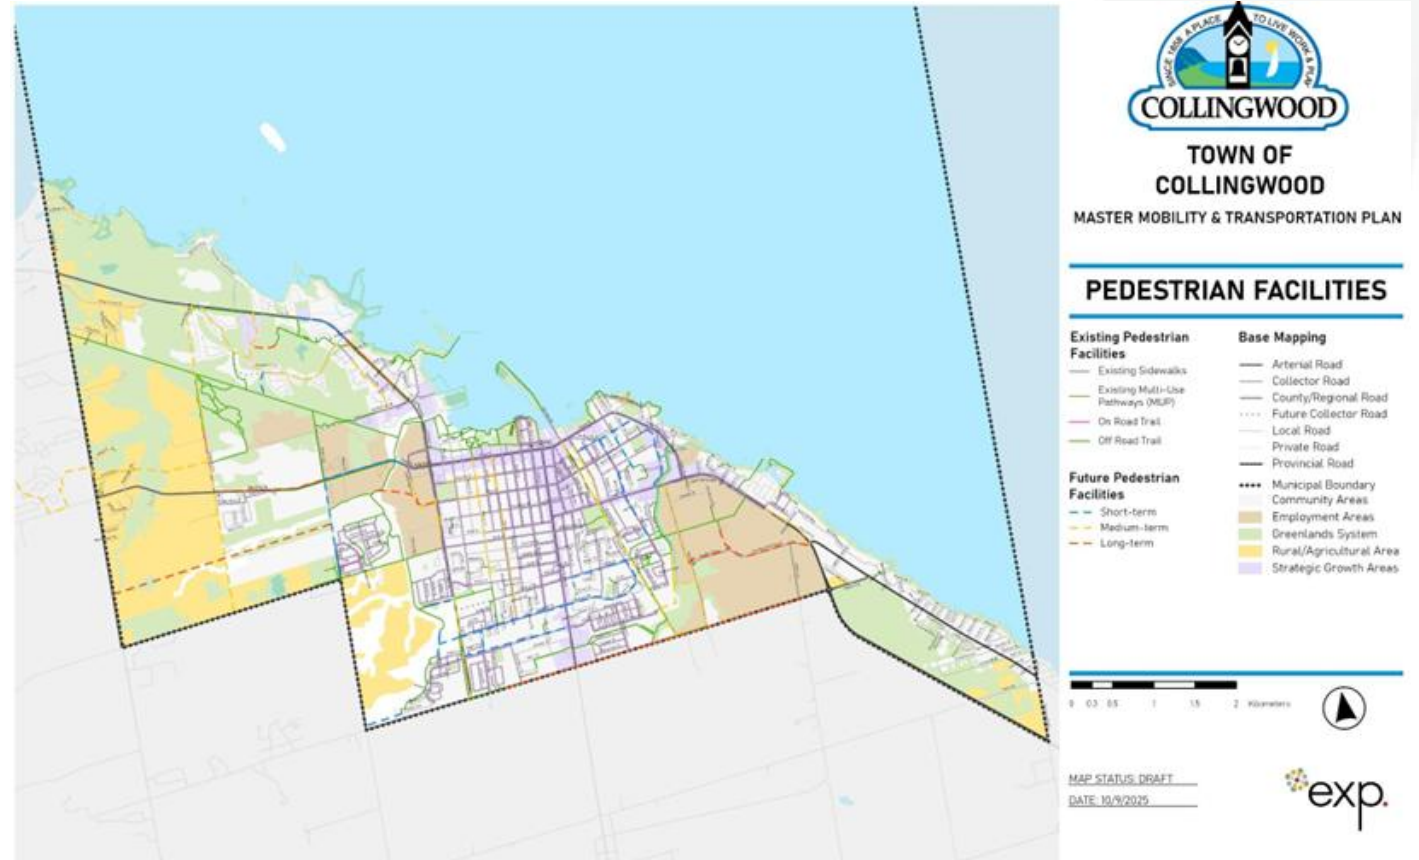 SINCE 1858 A PLACE TO LIVE WORK & PLAY
COLLINGWOOD
TOWN OF
COLLINGWOOD
MASTER MOBILITY & TRANSPORTATION PLAN
PEDESTRIAN FACILITIES
Existing Pedestrian
Facilities
Existing Sidewalks
Existing Multi-Use
Pathways (MUP)
On Road Trail
Off Road Trail
Future Pedestrian
Facilities
Short-term
Medium-term
Long-term
Base Mapping
Arterial Road
Collector Road
County/Regional Road
Future Collector Road
Local Road
Private Road
Provincial Road
Municipal Boundary
Community Areas
Employment Areas
Greenlands System
Rural/Agricultural Area
Strategic Growth Areas
0 0.3 0.5 1 1.5 2 Kilometers
MAP STATUS: DRAFT
DATE: 10/9/2025
exp.